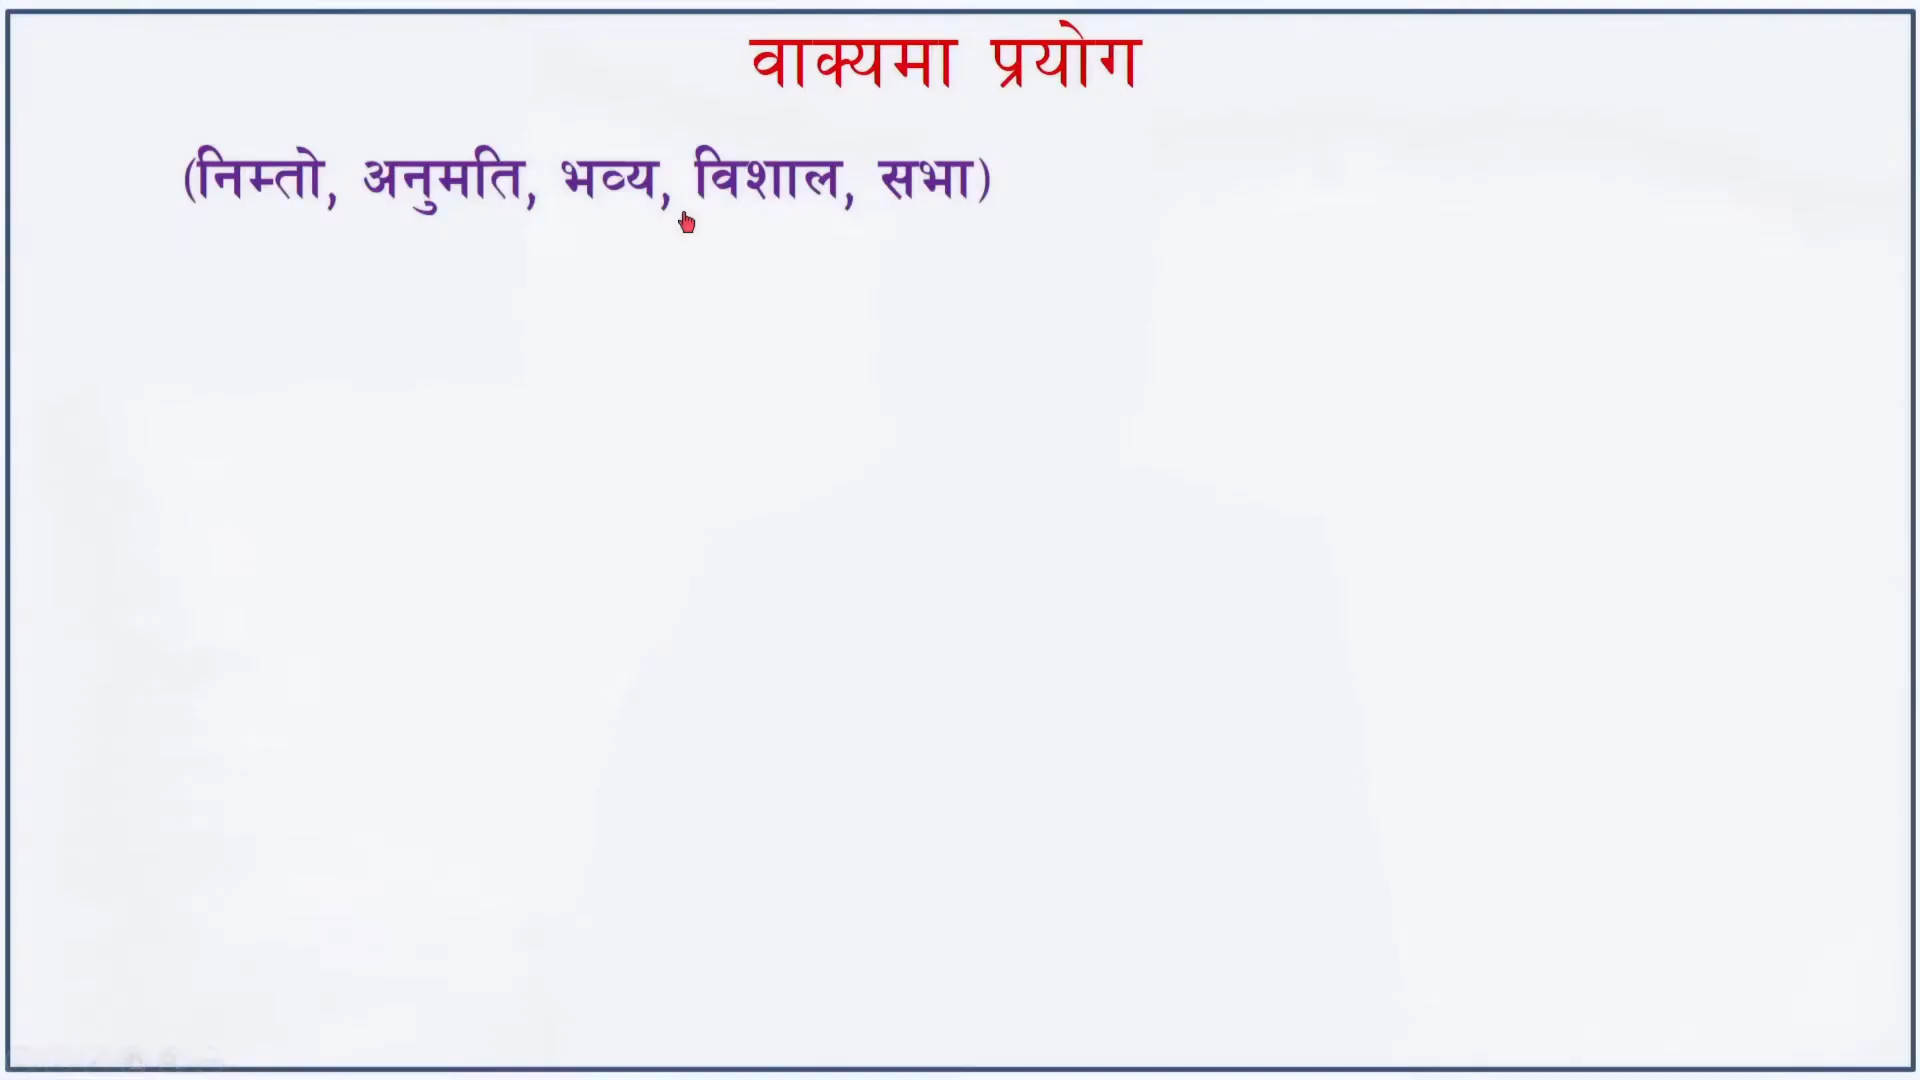 वाक्यमा प्रयोग
(निम्तो, अनुमति, भव्य, विशाल, सभा)